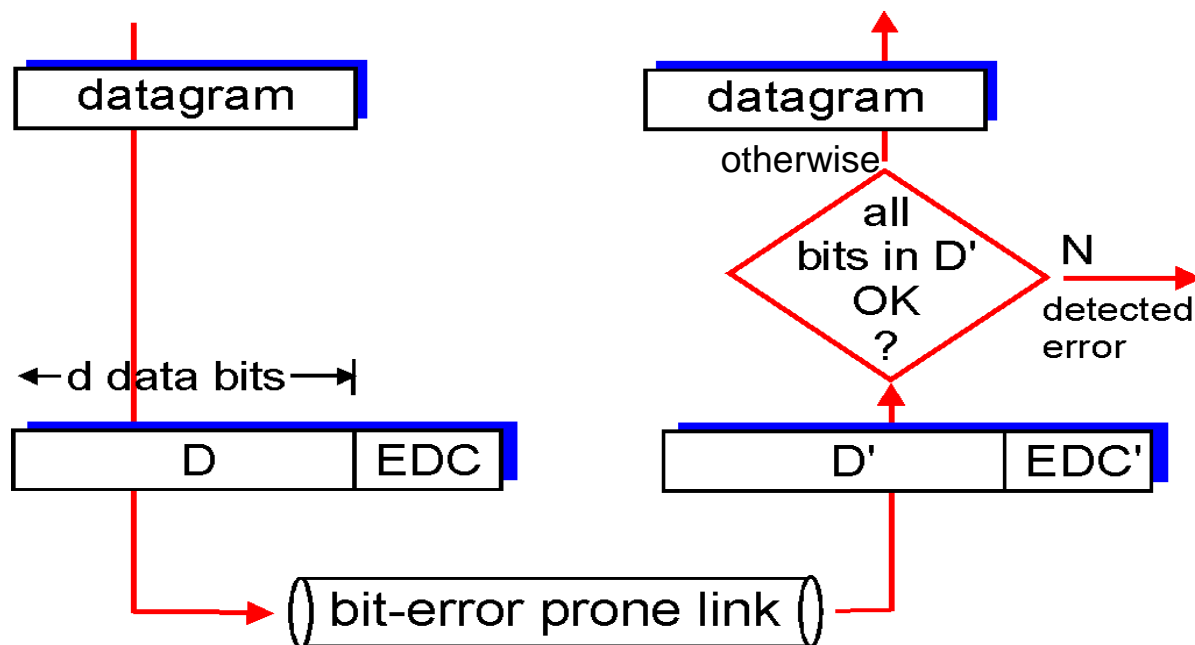 datagram
datagram
otherwise
all
bits in D'
OK
?
N
detected
error
d data bits
D
EDC
D'
EDC'
bit-error prone link